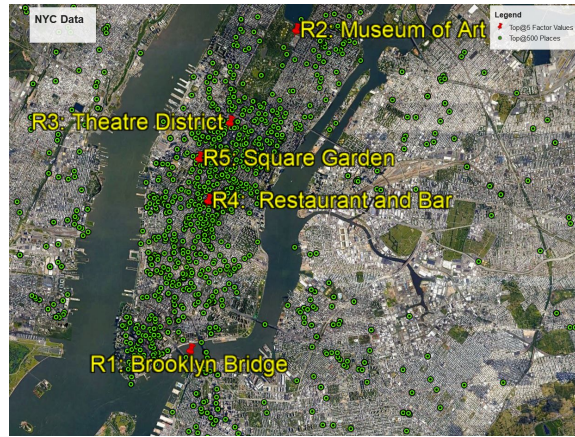 NYC Data
Legend
Top@5 Factor Values
Top@500 Places
R2: Museum of Art
R3: Theatre District
R5: Square Garden
R4:  Restaurant and Bar
R1: Brooklyn Bridge